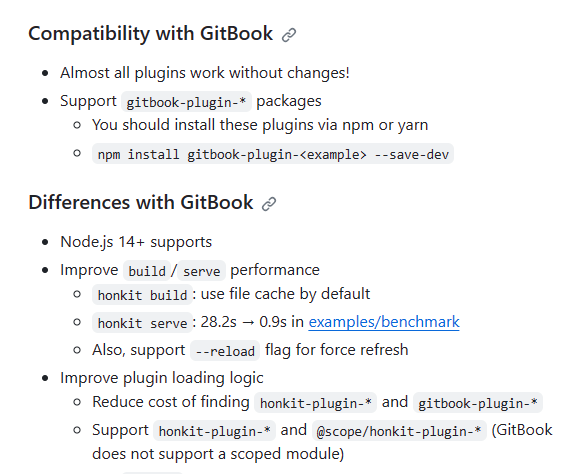 Compatibility with GitBook
Almost all plugins work without changes!
Support gitbook-plugin-* packages
You should install these plugins via npm or yarn
npm install gitbook-plugin-<example> --save-dev
Differences with GitBook
Node.js 14+ supports
Improve build/serve performance
honkit build: use file cache by default
honkit serve: 28.2s → 0.9s in examples/benchmark
Also, support --reload flag for force refresh
Improve plugin loading logic
Reduce cost of finding honkit-plugin-* and gitbook-plugin-*
Support honkit-plugin-* and @scope/honkit-plugin-* (GitBook
does not support a scoped module)